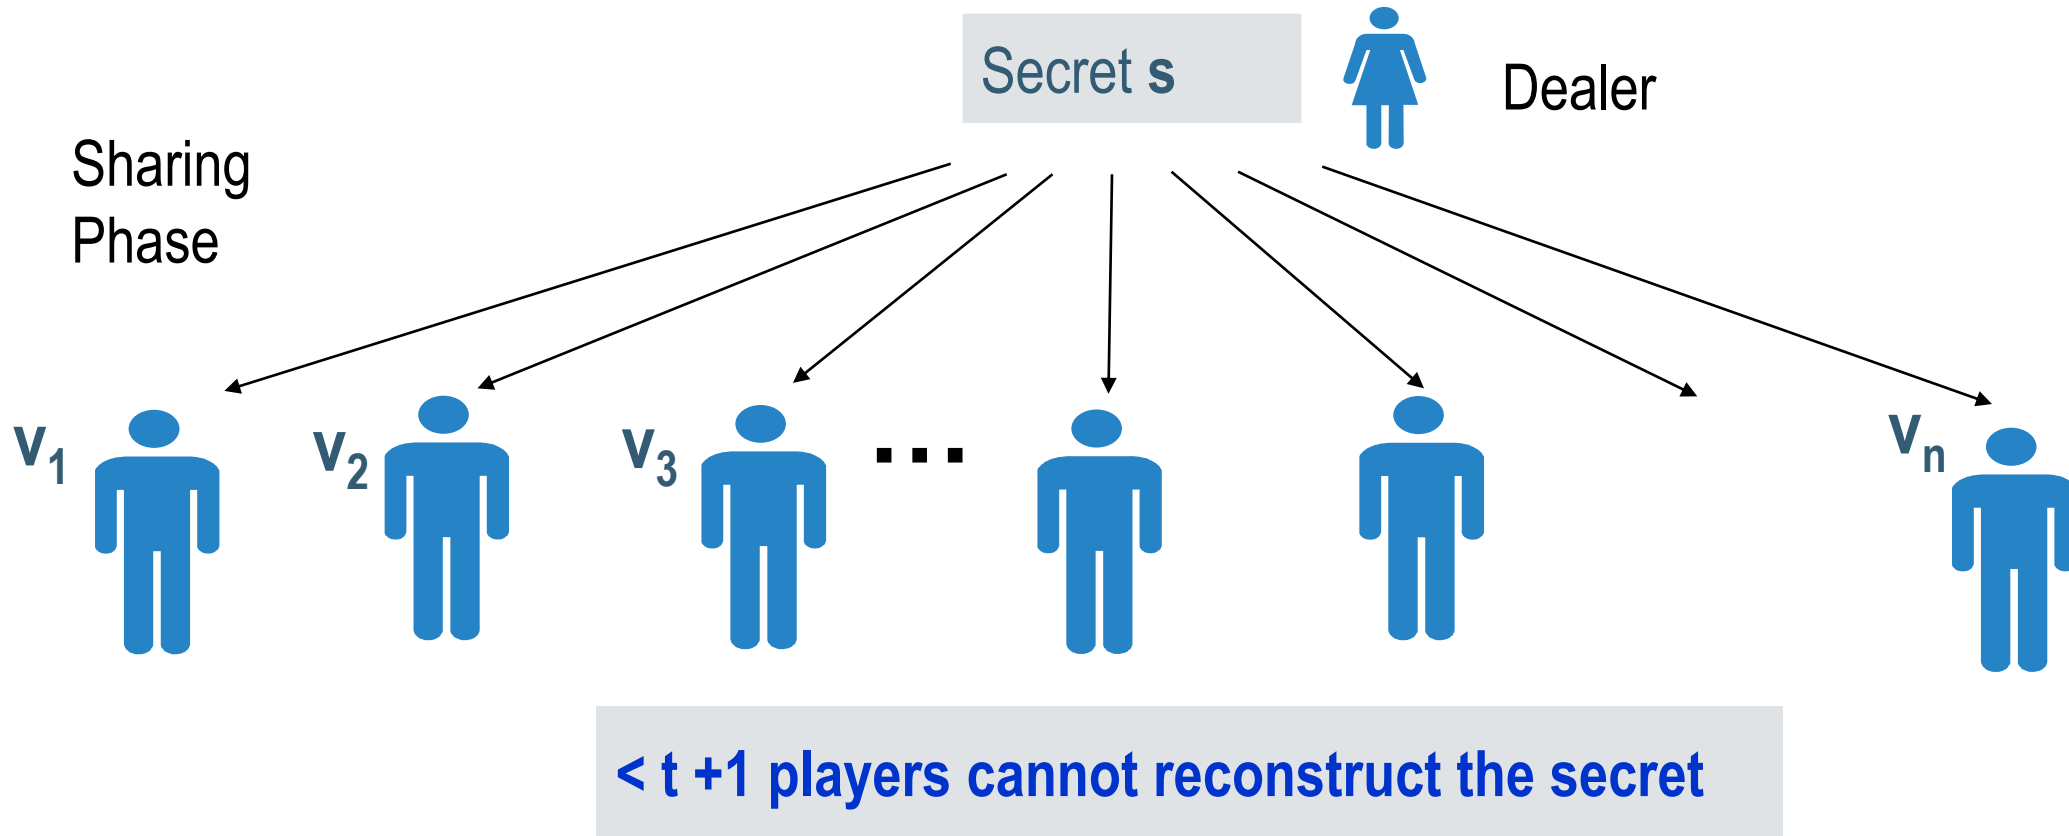 Secret s
Dealer
Sharing
Phase
v1
v2
v3
...
vn
< t +1 players cannot reconstruct the secret